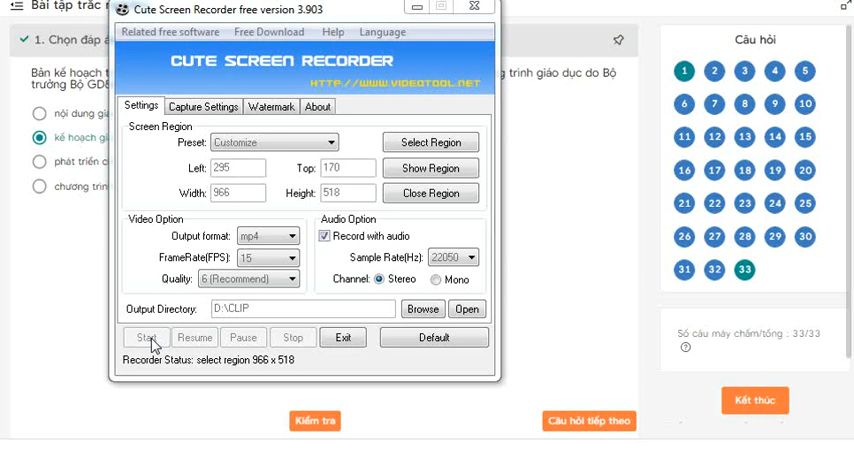 Bài tập trắc
Cute Screen Recorder free version 3.903
Related free software Free Download Help Language
CUTE SCREEN RECORDER
HTTP://WWW.VIDEOTOOL.NET
1. Chọn đáp
Bản kế hoạch t
ng trình giáo dục do Bộ
trưởng Bộ GD&
nội dung giá
kế hoạch giá
phát triển c
chương trìn
Settings Capture Settings Watermark About
Screen Region
Preset: Customize Select Region
Left: 295 Top: 170 Show Region
Width: 966 Height: 518 Close Region
Video Option
Output format: mp4
FrameRate(FPS): 15
Quality: 6 (Recommend)
Audio Option
Record with audio
Sample Rate(Hz): 22050
Channel: Stereo Mono
Output Directory: D:\CLIP Browse Open
Start Resume Pause Stop Exit Default
Recorder Status: select region 966 x 518
Kiểm tra
Câu hỏi tiếp theo
Câu hỏi
1 2 3 4 5
6 7 8 9 10
11 12 13 14 15
16 17 18 19 20
21 22 23 24 25
26 27 28 29 30
31 32 33
Số câu máy chấm/tổng : 33/33
Kết thúc